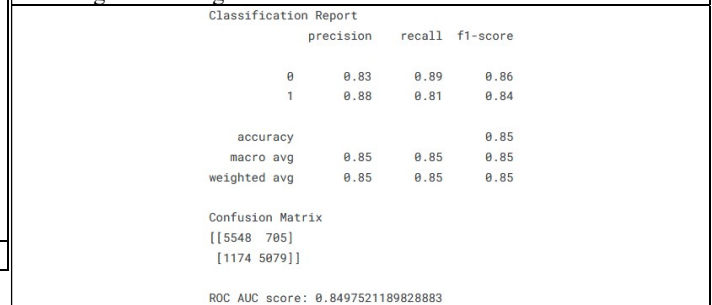 Classification Report
precision recall f1-score
0 0.83 0.89 0.86
1 0.88 0.81 0.84
accuracy 0.85
macro avg 0.85 0.85 0.85
weighted avg 0.85 0.85 0.85
Confusion Matrix
[[5548 705]
[1174 5079]]
ROC AUC score: 0.8497521189828883